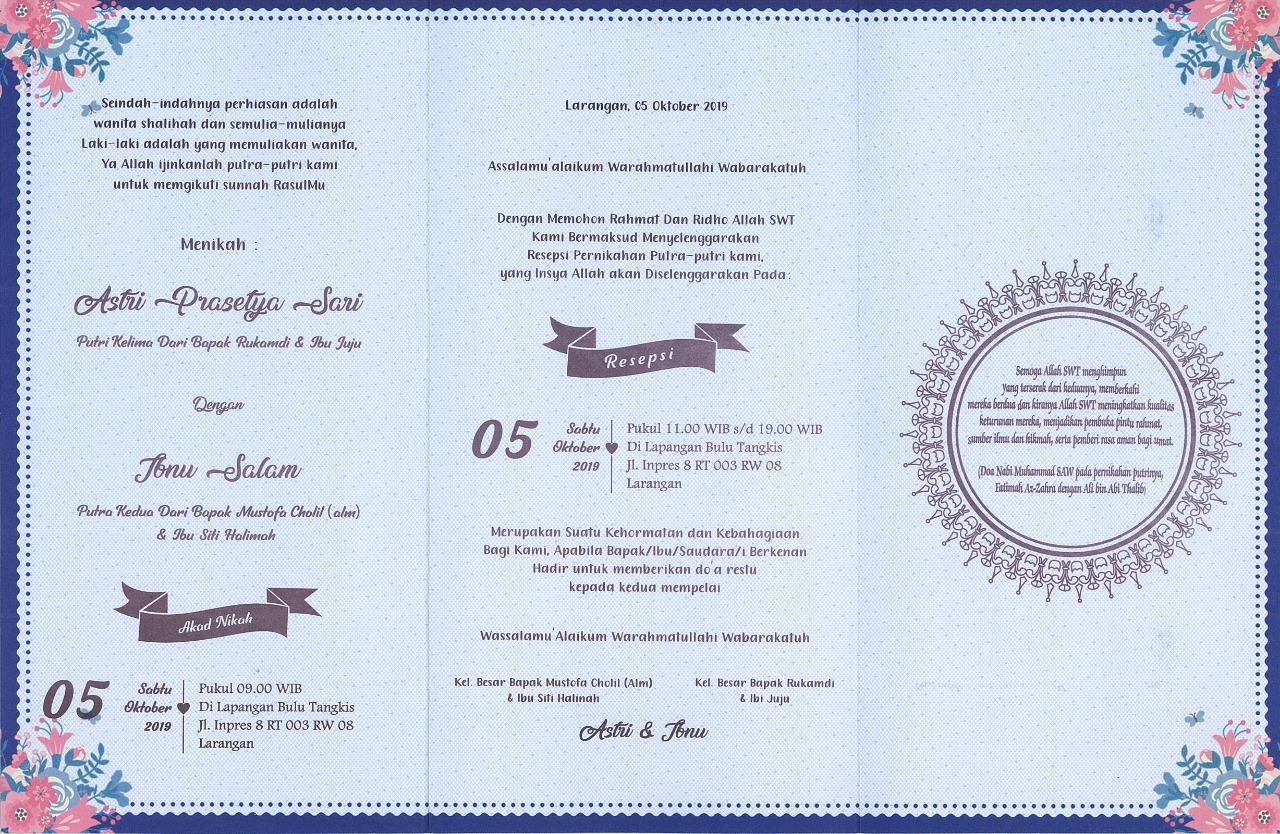 Seindah-indahnya perhiasan adalah
wanita shalihah dan semulia-mulianya
Laki-laki adalah yang memuliakan wanita,
Ya Allah ijinkanlah putra-putri kami
untuk memgikuti sunnah RasulMu.
Menikah :
Astri Prasetya Sari
Putri Kelima Dari Bapak Rukamdi & Ibu Juju
Dengan
Ibnu Salam
Putra Kedua Dari Bapak Mustofa Cholil (alm)
& Ibu Siti Halimah
Akad Nikah
05
Sabtu
Oktober
2019
Pukul 09.00 WIB
Di Lapangan Bulu Tangkis
Jl. Inpres 8 RT 003 RW 08
Larangan
Larangan, 05 Oktober 2019
Assalamu'alaikum Warahmatullahi Wabarakatuh
Dengan Memohon Rahmat Dan Ridho Allah SWT
Kami Bermaksud Menyelenggarakan
Resepsi Pernikahan Putra-putri kami,
yang Insya Allah akan Diselenggarakan Pada:
Resepsi
05
Sabtu
Oktober
2019
Pukul 11.00 WIB s/d 19.00 WIB
Di Lapangan Bulu Tangkis
Jl. Inpres 8 RT 003 RW 08
Larangan
Merupakan Suatu Kehormatan dan Kebahagiaan
Bagi Kami, Apabila Bapak/Ibu/Saudara/i Berkenan
Hadir untuk memberikan do'a restu
kepada kedua mempelai
Wassalamu'Alaikum Warahmatullahi Wabarakatuh
Kel. Besar Bapak Mustofa Cholil (Alm)
& Ibu Siti Halimah
Kel. Besar Bapak Rukamdi
& Ibi Juju
Astri & Ibnu
Semoga Allah SWT menghimpun
yang terserak dari keduanya, memberkahi
mereka berdua dan kiranya Allah SWT meningkatkan kualitas
keturunan mereka, menjadikan pembuka pintu rahmat,
sumber ilmu dan hikmah, serta pemberi rasa aman bagi umat.
(Doa Nabi Muhammad SAW pada pernikahan putrinya,
Fatimah Az-Zahra dengan Ali bin Abi Thalib)